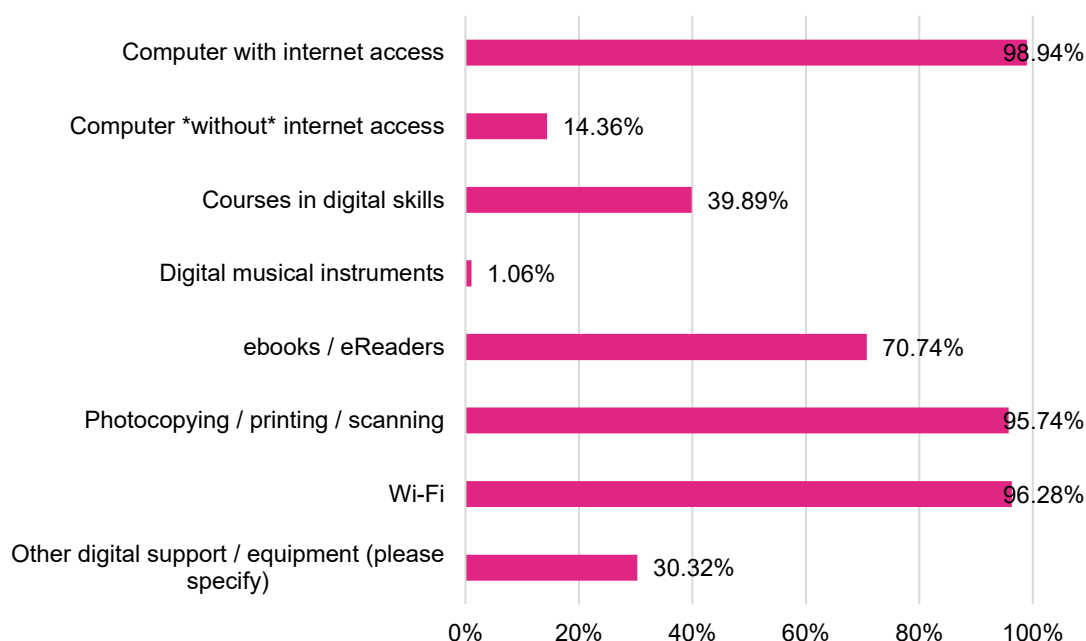 Computer with internet access
98.94%
Computer *without* internet access
14.36%
Courses in digital skills
39.89%
Digital musical instruments
1.06%
ebooks / eReaders
70.74%
Photocopying / printing / scanning
95.74%
Wi-Fi
96.28%
Other digital support / equipment (please
specify)
30.32%
0% 20% 40% 60% 80% 100%